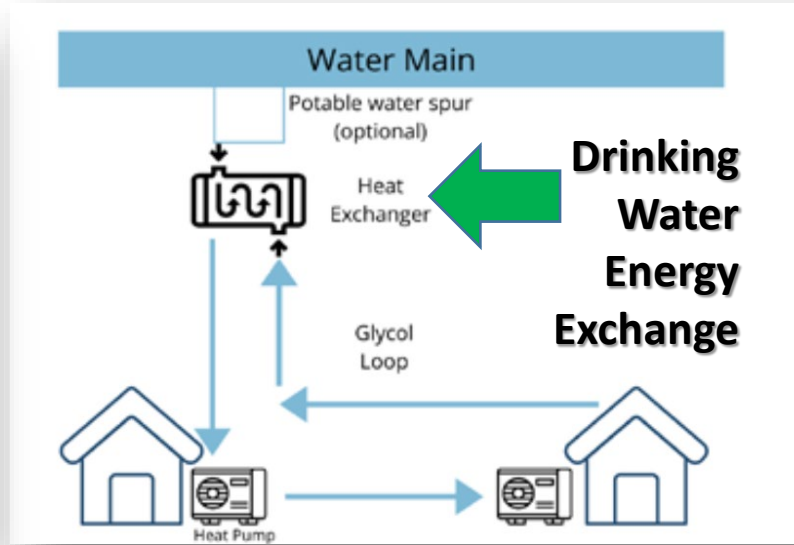 Water Main
Potable water spur
(optional)
Heat
Exchanger
Drinking
Water
Energy
Exchange
Glycol
Loop
Heat Pump